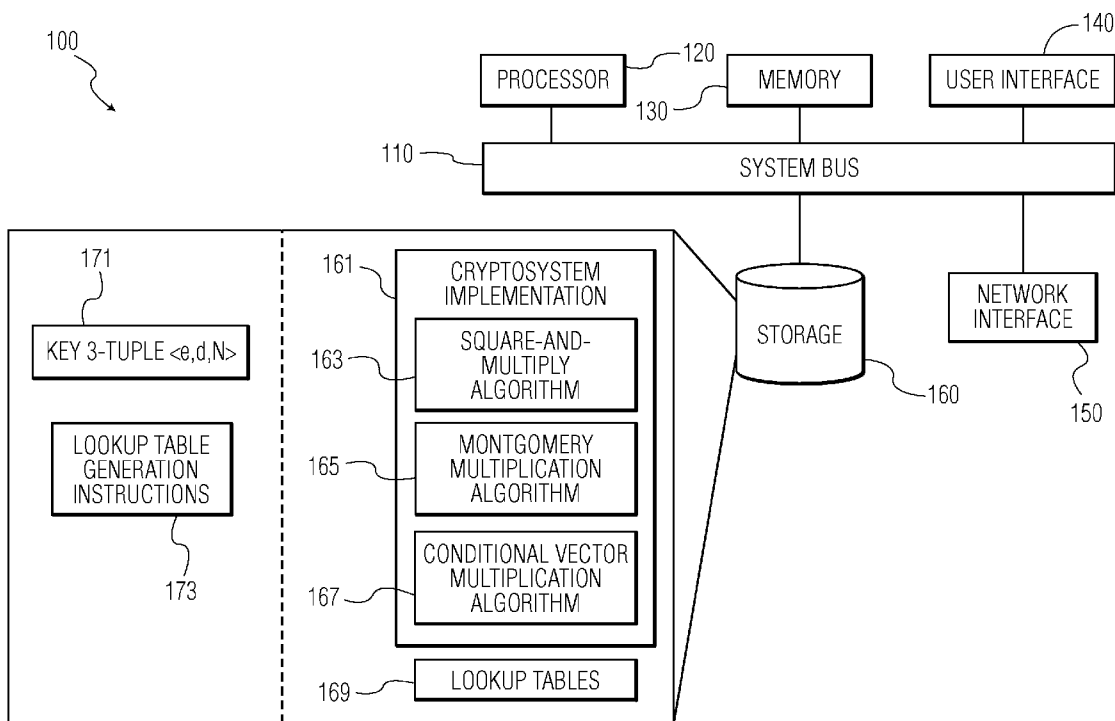 100
120
140
PROCESSOR
MEMORY
USER INTERFACE
130
110
SYSTEM BUS
171
161
CRYPTOSYSTEM
IMPLEMENTATION
STORAGE
NETWORK
INTERFACE
KEY 3-TUPLE <e,d,N>
163
SQUARE-AND-
MULTIPLY
ALGORITHM
160
150
LOOKUP TABLE
GENERATION
INSTRUCTIONS
165
MONTGOMERY
MULTIPLICATION
ALGORITHM
173
167
CONDITIONAL VECTOR
MULTIPLICATION
ALGORITHM
169
LOOKUP TABLES